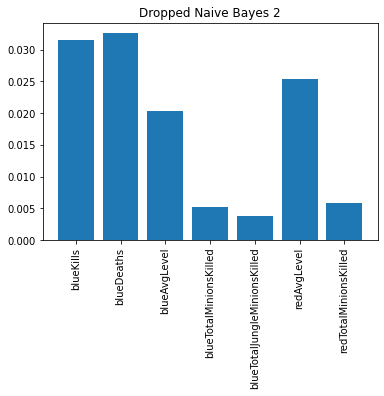 Dropped Naive Bayes 2
0.030
0.025
0.020
0.015
0.010
0.005
0.000
blueKills
blueDeaths
blueAvgLevel
blueTotalMinionsKilled
blueTotalJungleMinionsKilled
redAvgLevel
redTotalMinionsKilled